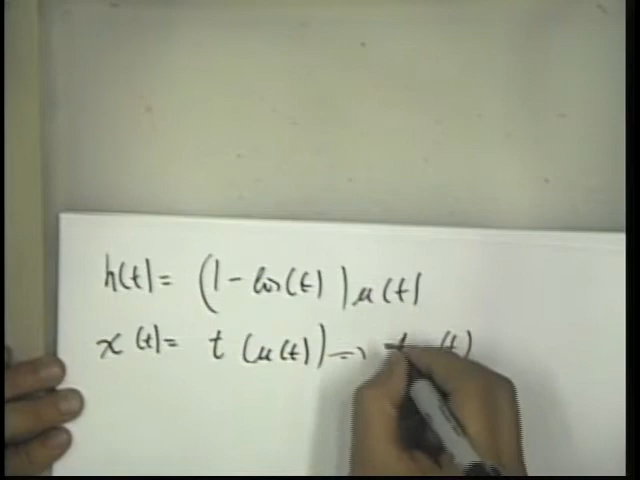 h(t) = (1 - cos(t)) u(t)
x(t) = t (u(t)) → t (t)